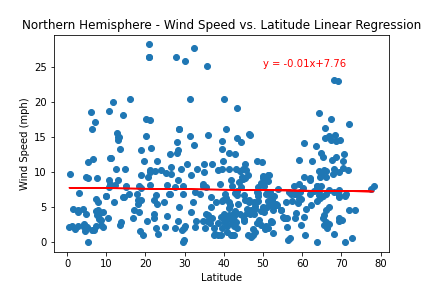 Northern Hemisphere - Wind Speed vs. Latitude Linear Regression
y = -0.01x+7.76
Wind Speed (mph)
25
20
15
10
5
0
0 10 20 30 40 50 60 70 80
Latitude